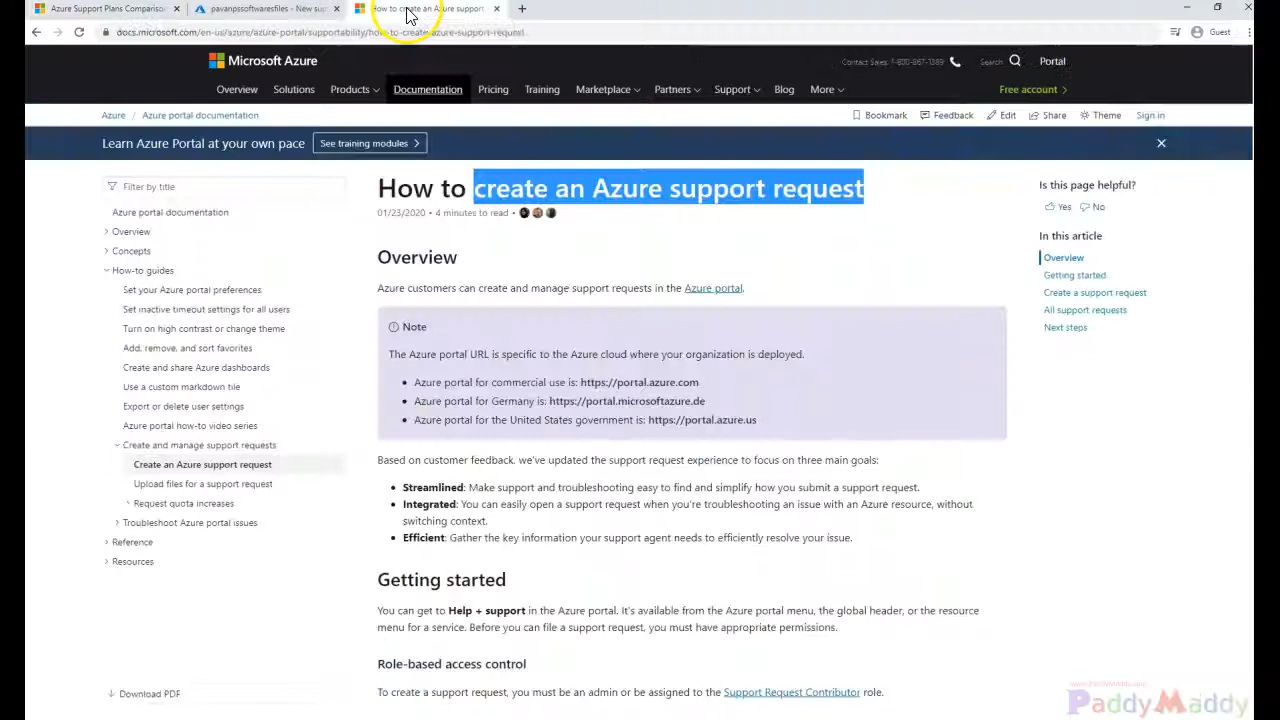 Azure Support Plans Comparison
pavanpssoftwaresfiles - New sup
How to create an Azure support
docs.microsoft.com/en-us/azure/azure-portal/supportability/how-to-create-azure-support-request
Guest
Microsoft Azure
Contact Sales: 1-800-867-1389
Search
Portal
Overview Solutions Products Documentation Pricing Training Marketplace Partners Support Blog More
Free account
Azure / Azure portal documentation
Bookmark Feedback Edit Share Theme Sign in
Learn Azure Portal at your own pace
See training modules
Filter by title
Azure portal documentation
Overview
Concepts
How-to guides
Set your Azure portal preferences
Set inactive timeout settings for all users
Turn on high contrast or change theme
Add, remove, and sort favorites
Create and share Azure dashboards
Use a custom markdown tile
Export or delete user settings
Azure portal how-to video series
Create and manage support requests
Create an Azure support request
Upload files for a support request
Request quota increases
Troubleshoot Azure portal issues
Reference
Resources
Download PDF
How to create an Azure support request
01/23/2020 • 4 minutes to read •
Overview
Azure customers can create and manage support requests in the Azure portal.
Note
The Azure portal URL is specific to the Azure cloud where your organization is deployed.
• Azure portal for commercial use is: https://portal.azure.com
• Azure portal for Germany is: https://portal.microsoftazure.de
• Azure portal for the United States government is: https://portal.azure.us
Based on customer feedback, we've updated the support request experience to focus on three main goals:
• Streamlined: Make support and troubleshooting easy to find and simplify how you submit a support request.
• Integrated: You can easily open a support request when you're troubleshooting an issue with an Azure resource, without
switching context.
• Efficient: Gather the key information your support agent needs to efficiently resolve your issue.
Getting started
You can get to Help + support in the Azure portal. It's available from the Azure portal menu, the global header, or the resource
menu for a service. Before you can file a support request, you must have appropriate permissions.
Role-based access control
To create a support request, you must be an admin or be assigned to the Support Request Contributor role.
Is this page helpful?
Yes No
In this article
Overview
Getting started
Create a support request
All support requests
Next steps
www.PaddyMaddy.com
PaddyMaddy